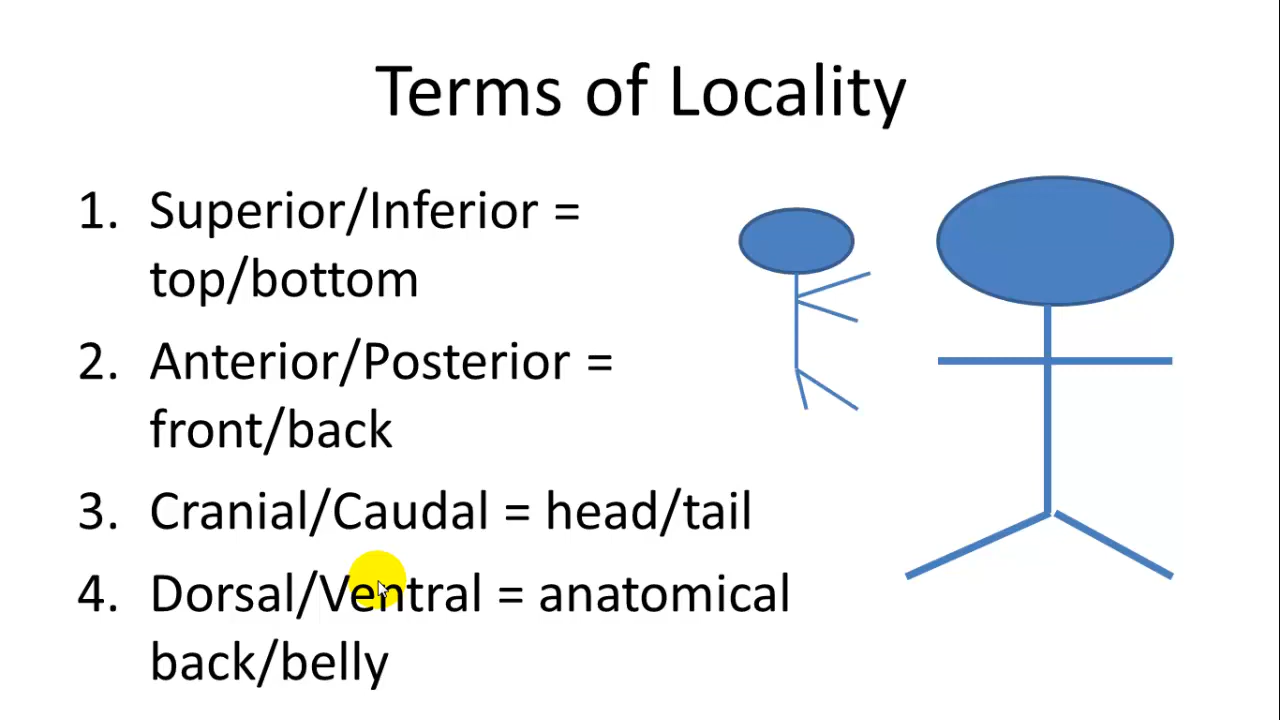 Terms of Locality
1. Superior/Inferior =
top/bottom
2. Anterior/Posterior =
front/back
3. Cranial/Caudal = head/tail
4. Dorsal/Ventral = anatomical
back/belly